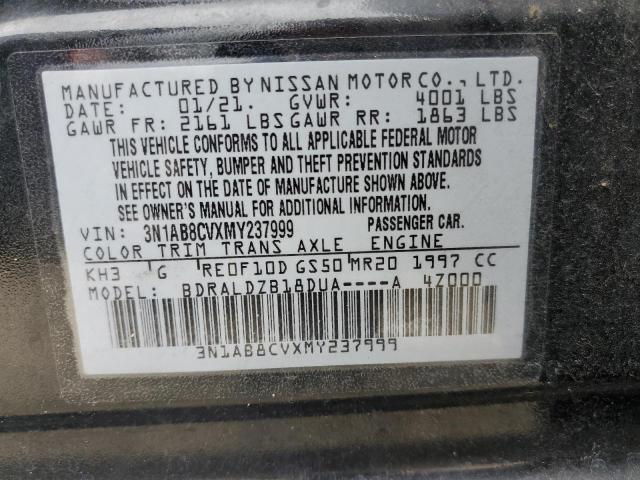 MANUFACTURED BY NISSAN MOTOR CO., LTD.
DATE: 01/21. GVWR: 4001 LBS
GAWR FR: 2161 LBS GAWR RR: 1863 LBS
THIS VEHICLE CONFORMS TO ALL APPLICABLE FEDERAL MOTOR
VEHICLE SAFETY, BUMPER AND THEFT PREVENTION STANDARDS
IN EFFECT ON THE DATE OF MANUFACTURE SHOWN ABOVE.
SEE OWNER'S MANUAL FOR ADDITIONAL INFORMATION.
VIN: 3N1AB8CVXMY237999 PASSENGER CAR.
COLOR TRIM TRANS AXLE ENGINE
KH3 G RE0F10D GS50 MR20 1997 CC
MODEL: BDRALDZB18DUA----A 4Z000
3N1AB8CVXMY237999